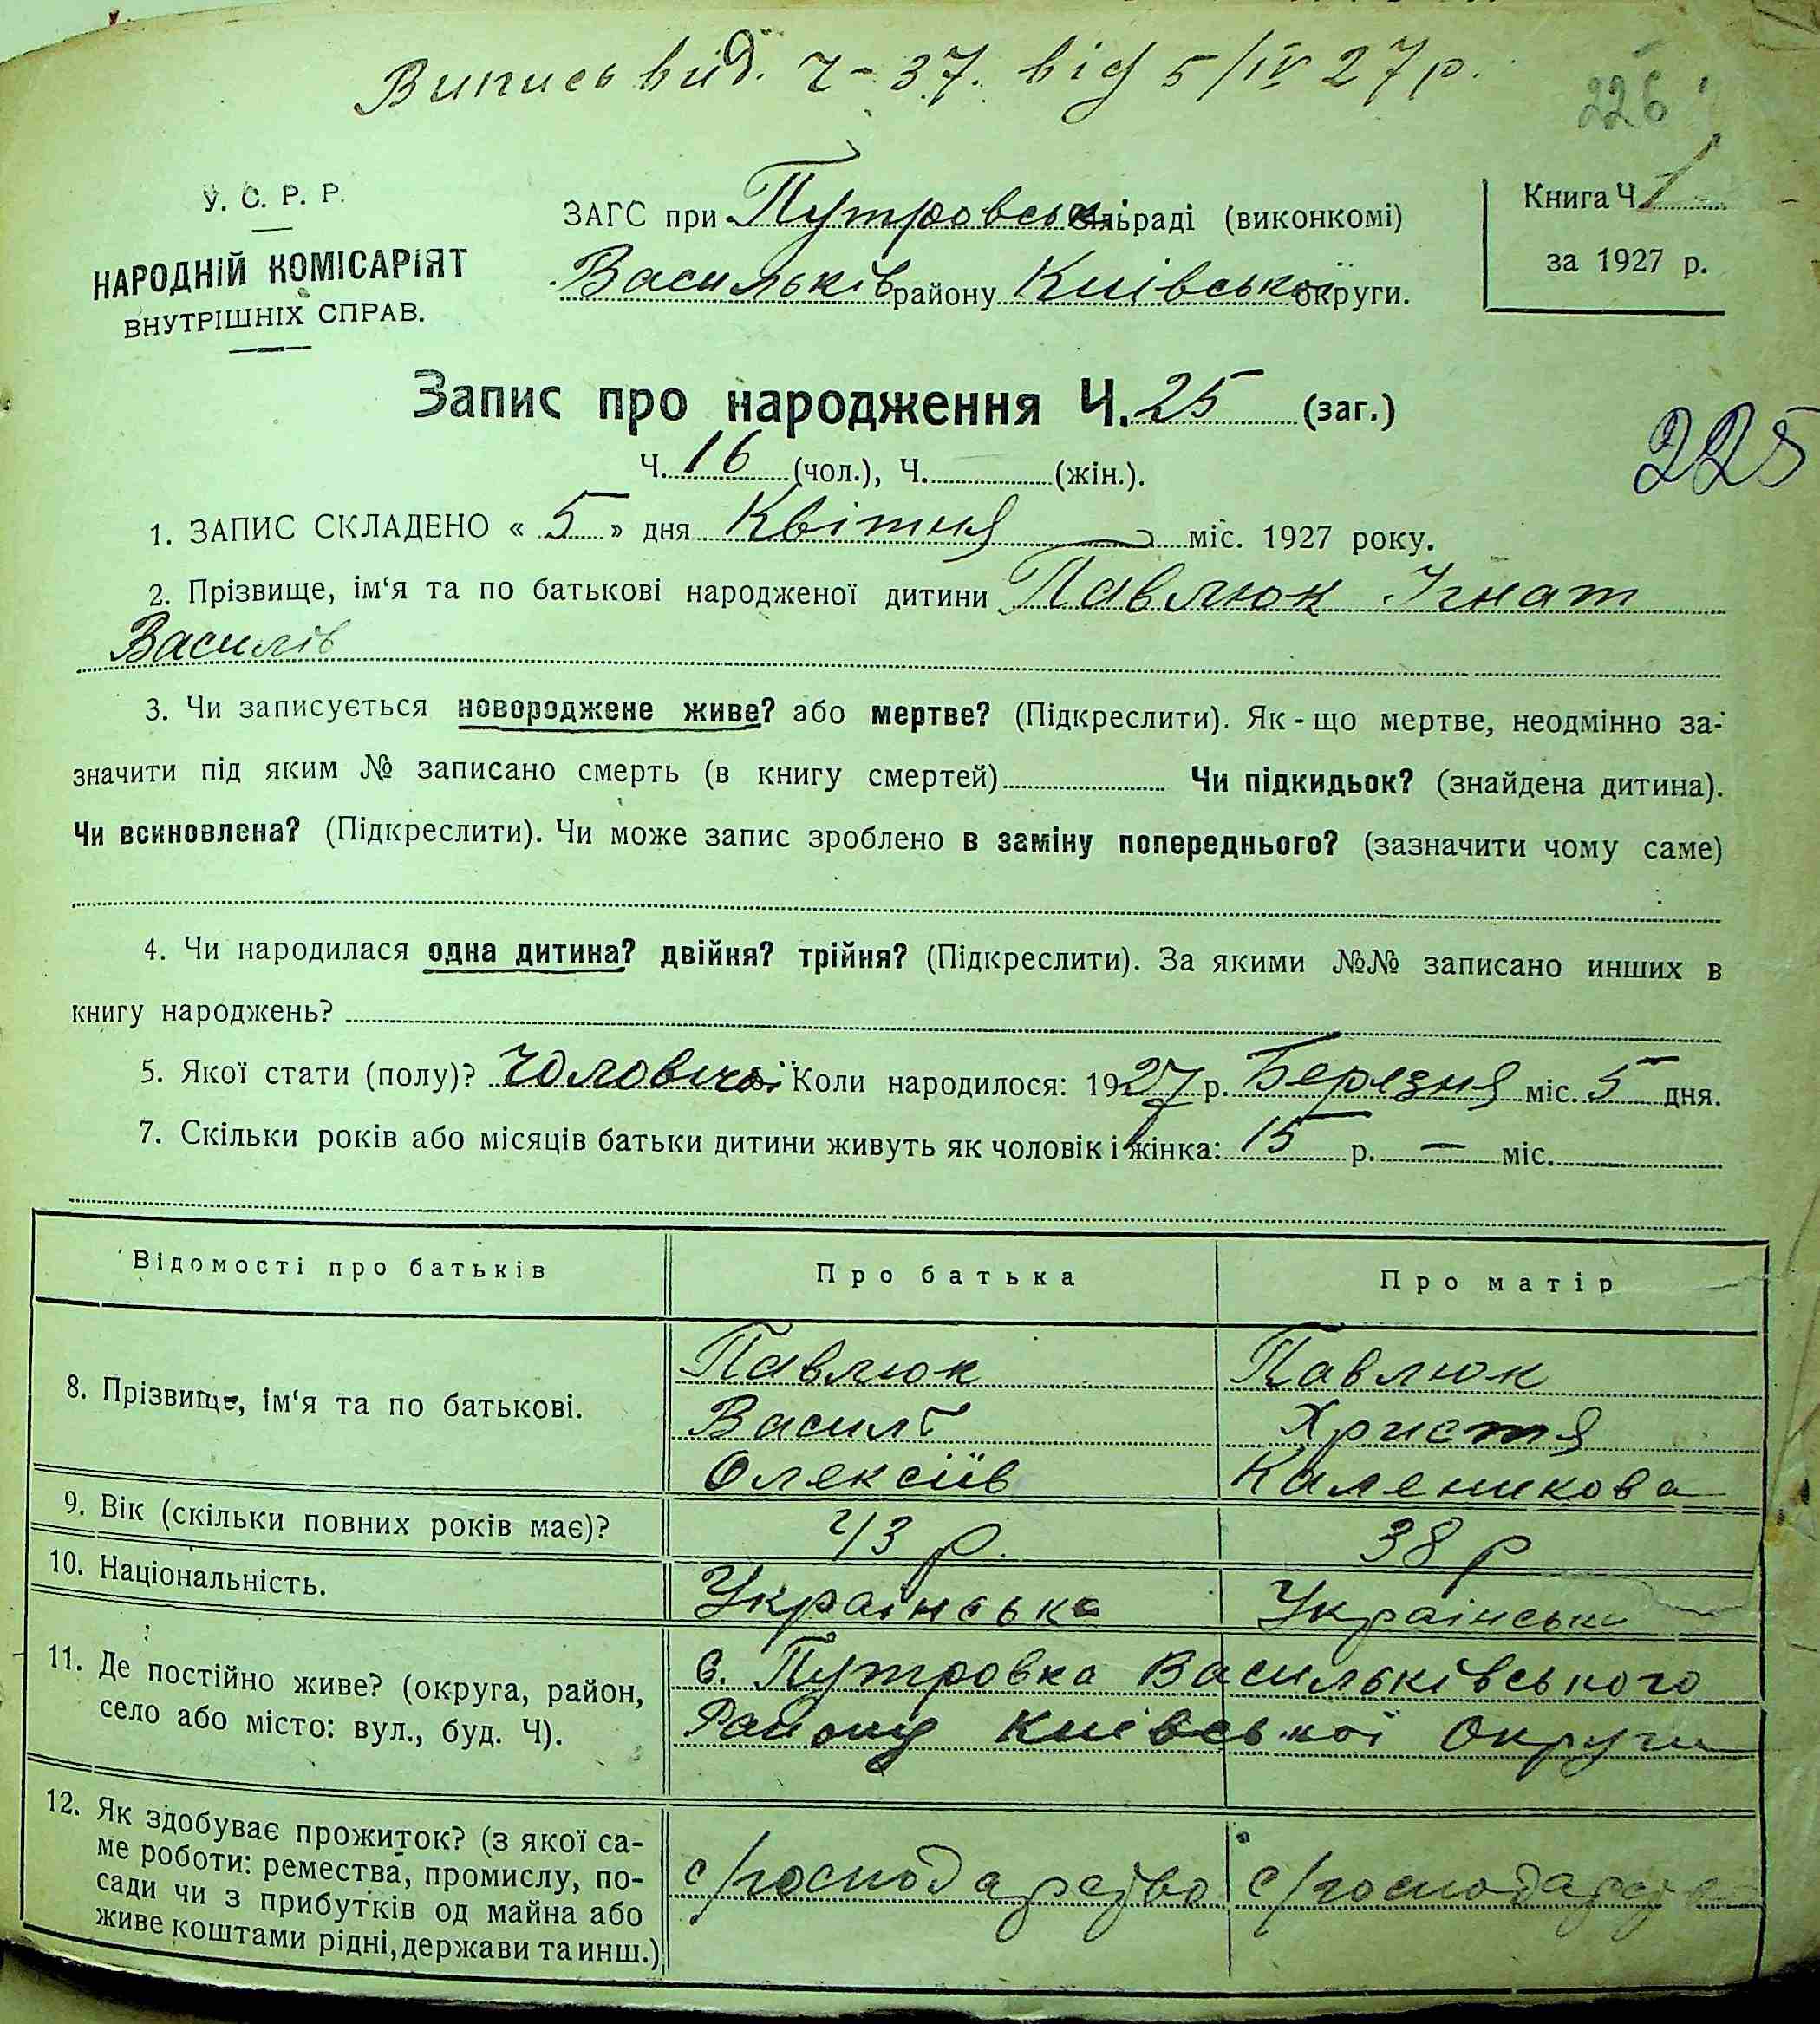 Випись вид. Ч-37. від 5/IV 27 р.
226
У. С. Р. Р.
НАРОДНІЙ КОМІСАРІЯТ
ВНУТРІШНІХ СПРАВ.
ЗАГС при Путровськ. сільраді (виконкомі)
Васильків району Київської округи.
Книга Ч. 1
за 1927 р.
Запис про народження Ч. 25 (заг.)
225
Ч. 16 (чол.), Ч. (жін.).
1. ЗАПИС СКЛАДЕНО « 5 » дня Квітня міс. 1927 року.
2. Прізвище, ім‘я та по батькові народженої дитини Павлюк Ігнат
Василів
3. Чи записується новороджене живе? або мертве? (Підкреслити). Як-що мертве, неодмінно за-
значити під яким № записано смерть (в книгу смертей) Чи підкидьок? (знайдена дитина).
Чи всиновлена? (Підкреслити). Чи може запис зроблено в заміну попереднього? (зазначити чому саме)
4. Чи народилася одна дитина? двійня? трійня? (Підкреслити). За якими №№ записано инших в
книгу народжень?
5. Якої стати (полу)? Чоловічої Коли народилося: 1927 р. Березня міс. 5 дня.
7. Скільки років або місяців батьки дитини живуть як чоловік і жінка: 15 р. — міс.
Відомості про батьків Про батька Про матір
8. Прізвище, ім‘я та по батькові.
Павлюк Павлюк
Василь Христя
Олексіїв Каленикова
9. Вік (скільки повних років має)? 43 р. 38 р
10. Національність. Українська Українська
11. Де постійно живе? (округа, район,
село або місто: вул., буд. Ч).
с. Путровка Васильківського
Району Київської Округи
12. Як здобуває прожиток? (з якої са-
ме роботи: ремества, промислу, по-
сади чи з прибутків од майна або
живе коштами рідні, держави та инш.)
с/господарство с/господарство